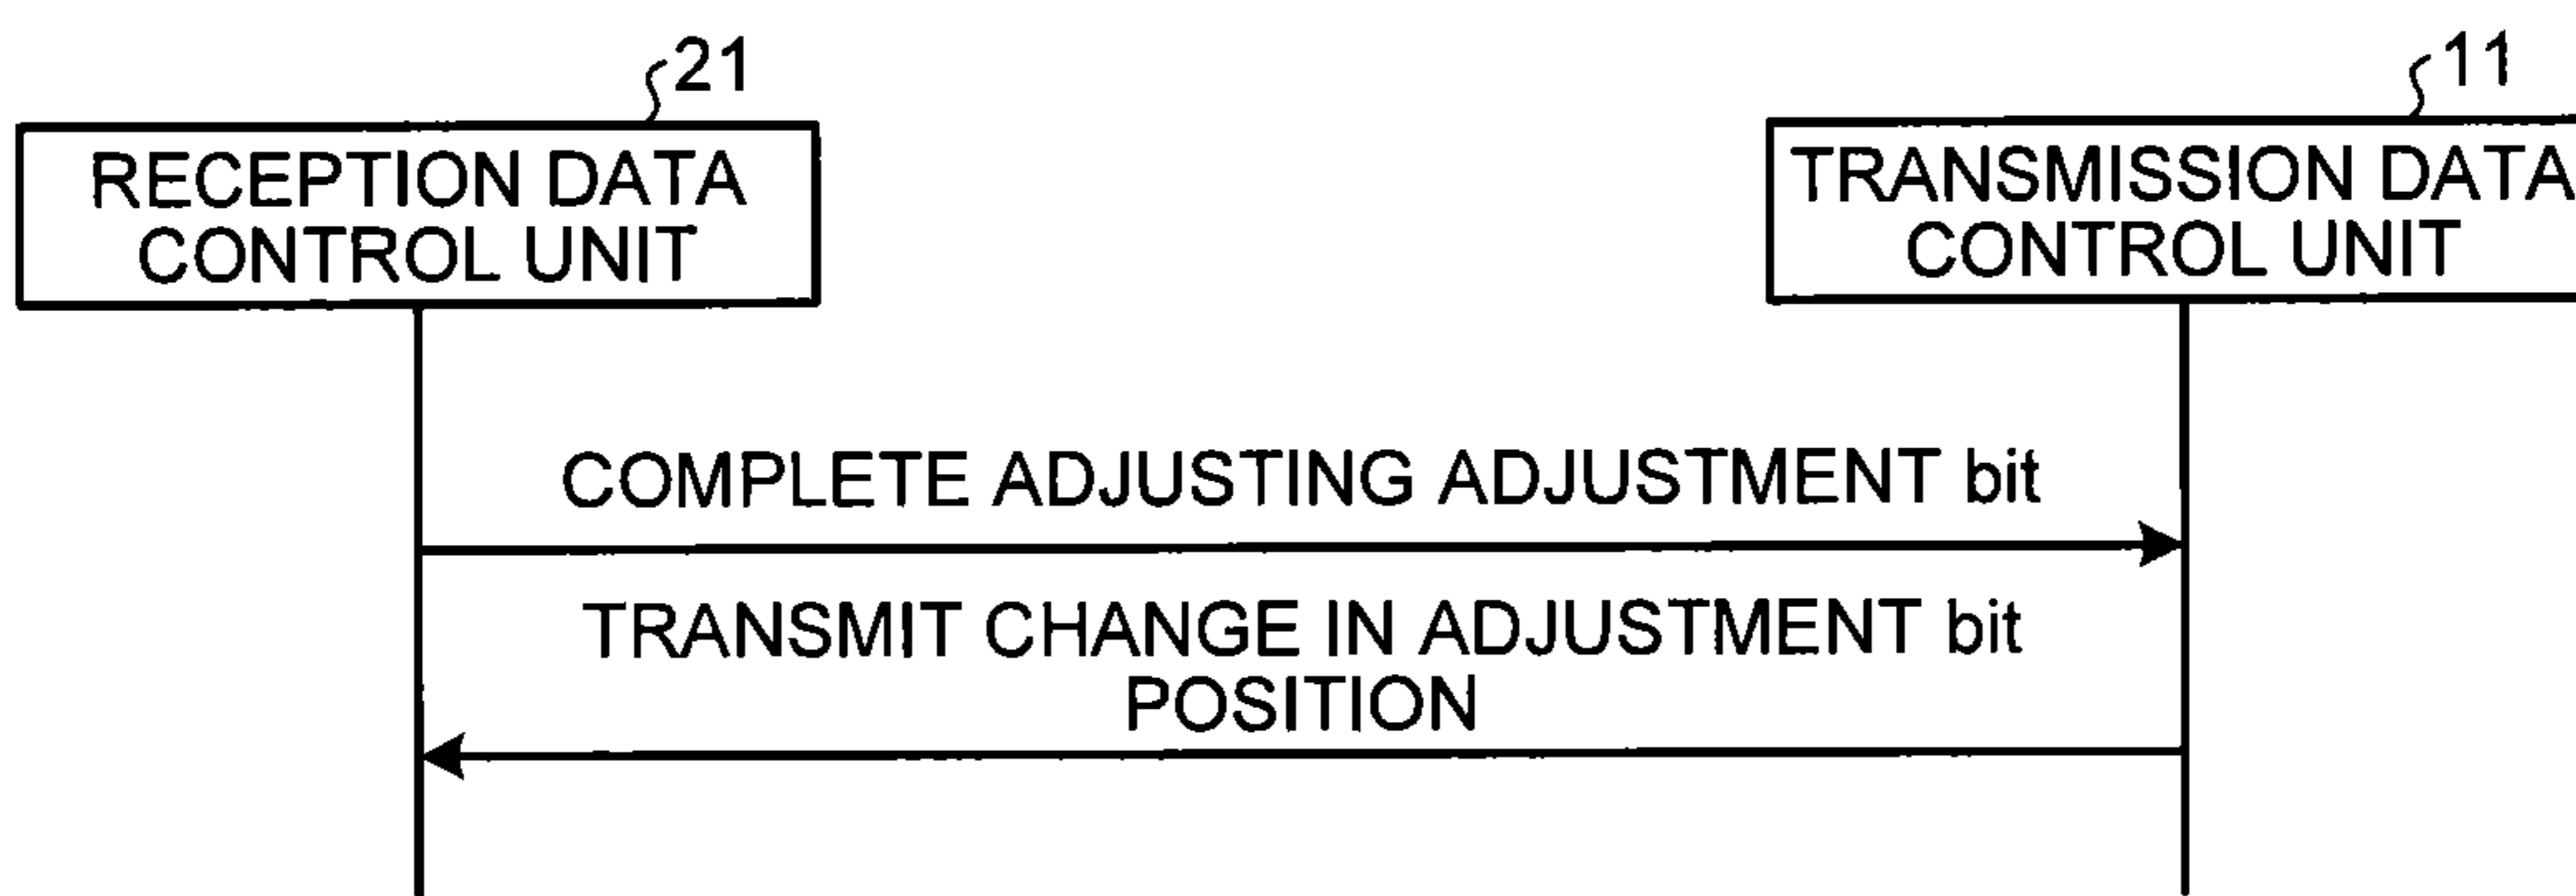 21
RECEPTION DATA
CONTROL UNIT
11
TRANSMISSION DATA
CONTROL UNIT
COMPLETE ADJUSTING ADJUSTMENT bit
TRANSMIT CHANGE IN ADJUSTMENT bit
POSITION